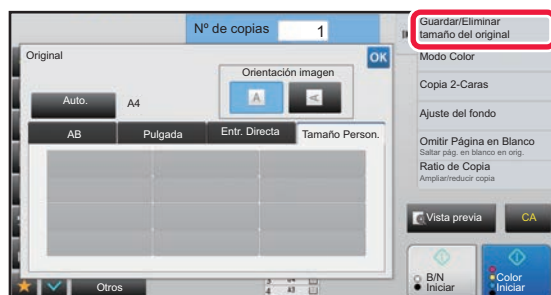 Nº de copias
1
Guardar/Eliminar
tamaño del original
Original
OK
Modo Color
Orientación imagen
Copia 2-Caras
Auto.
A4
A
A
Ajuste del fondo
AB
Pulgada
Entr. Directa
Tamaño Person.
Omitir Página en Blanco
Saltar pág. en blanco en orig.
Ratio de Copia
Ampliar/reducir copia
Vista previa
CA
B/N
Iniciar
Color
Iniciar
Otros
4 A3